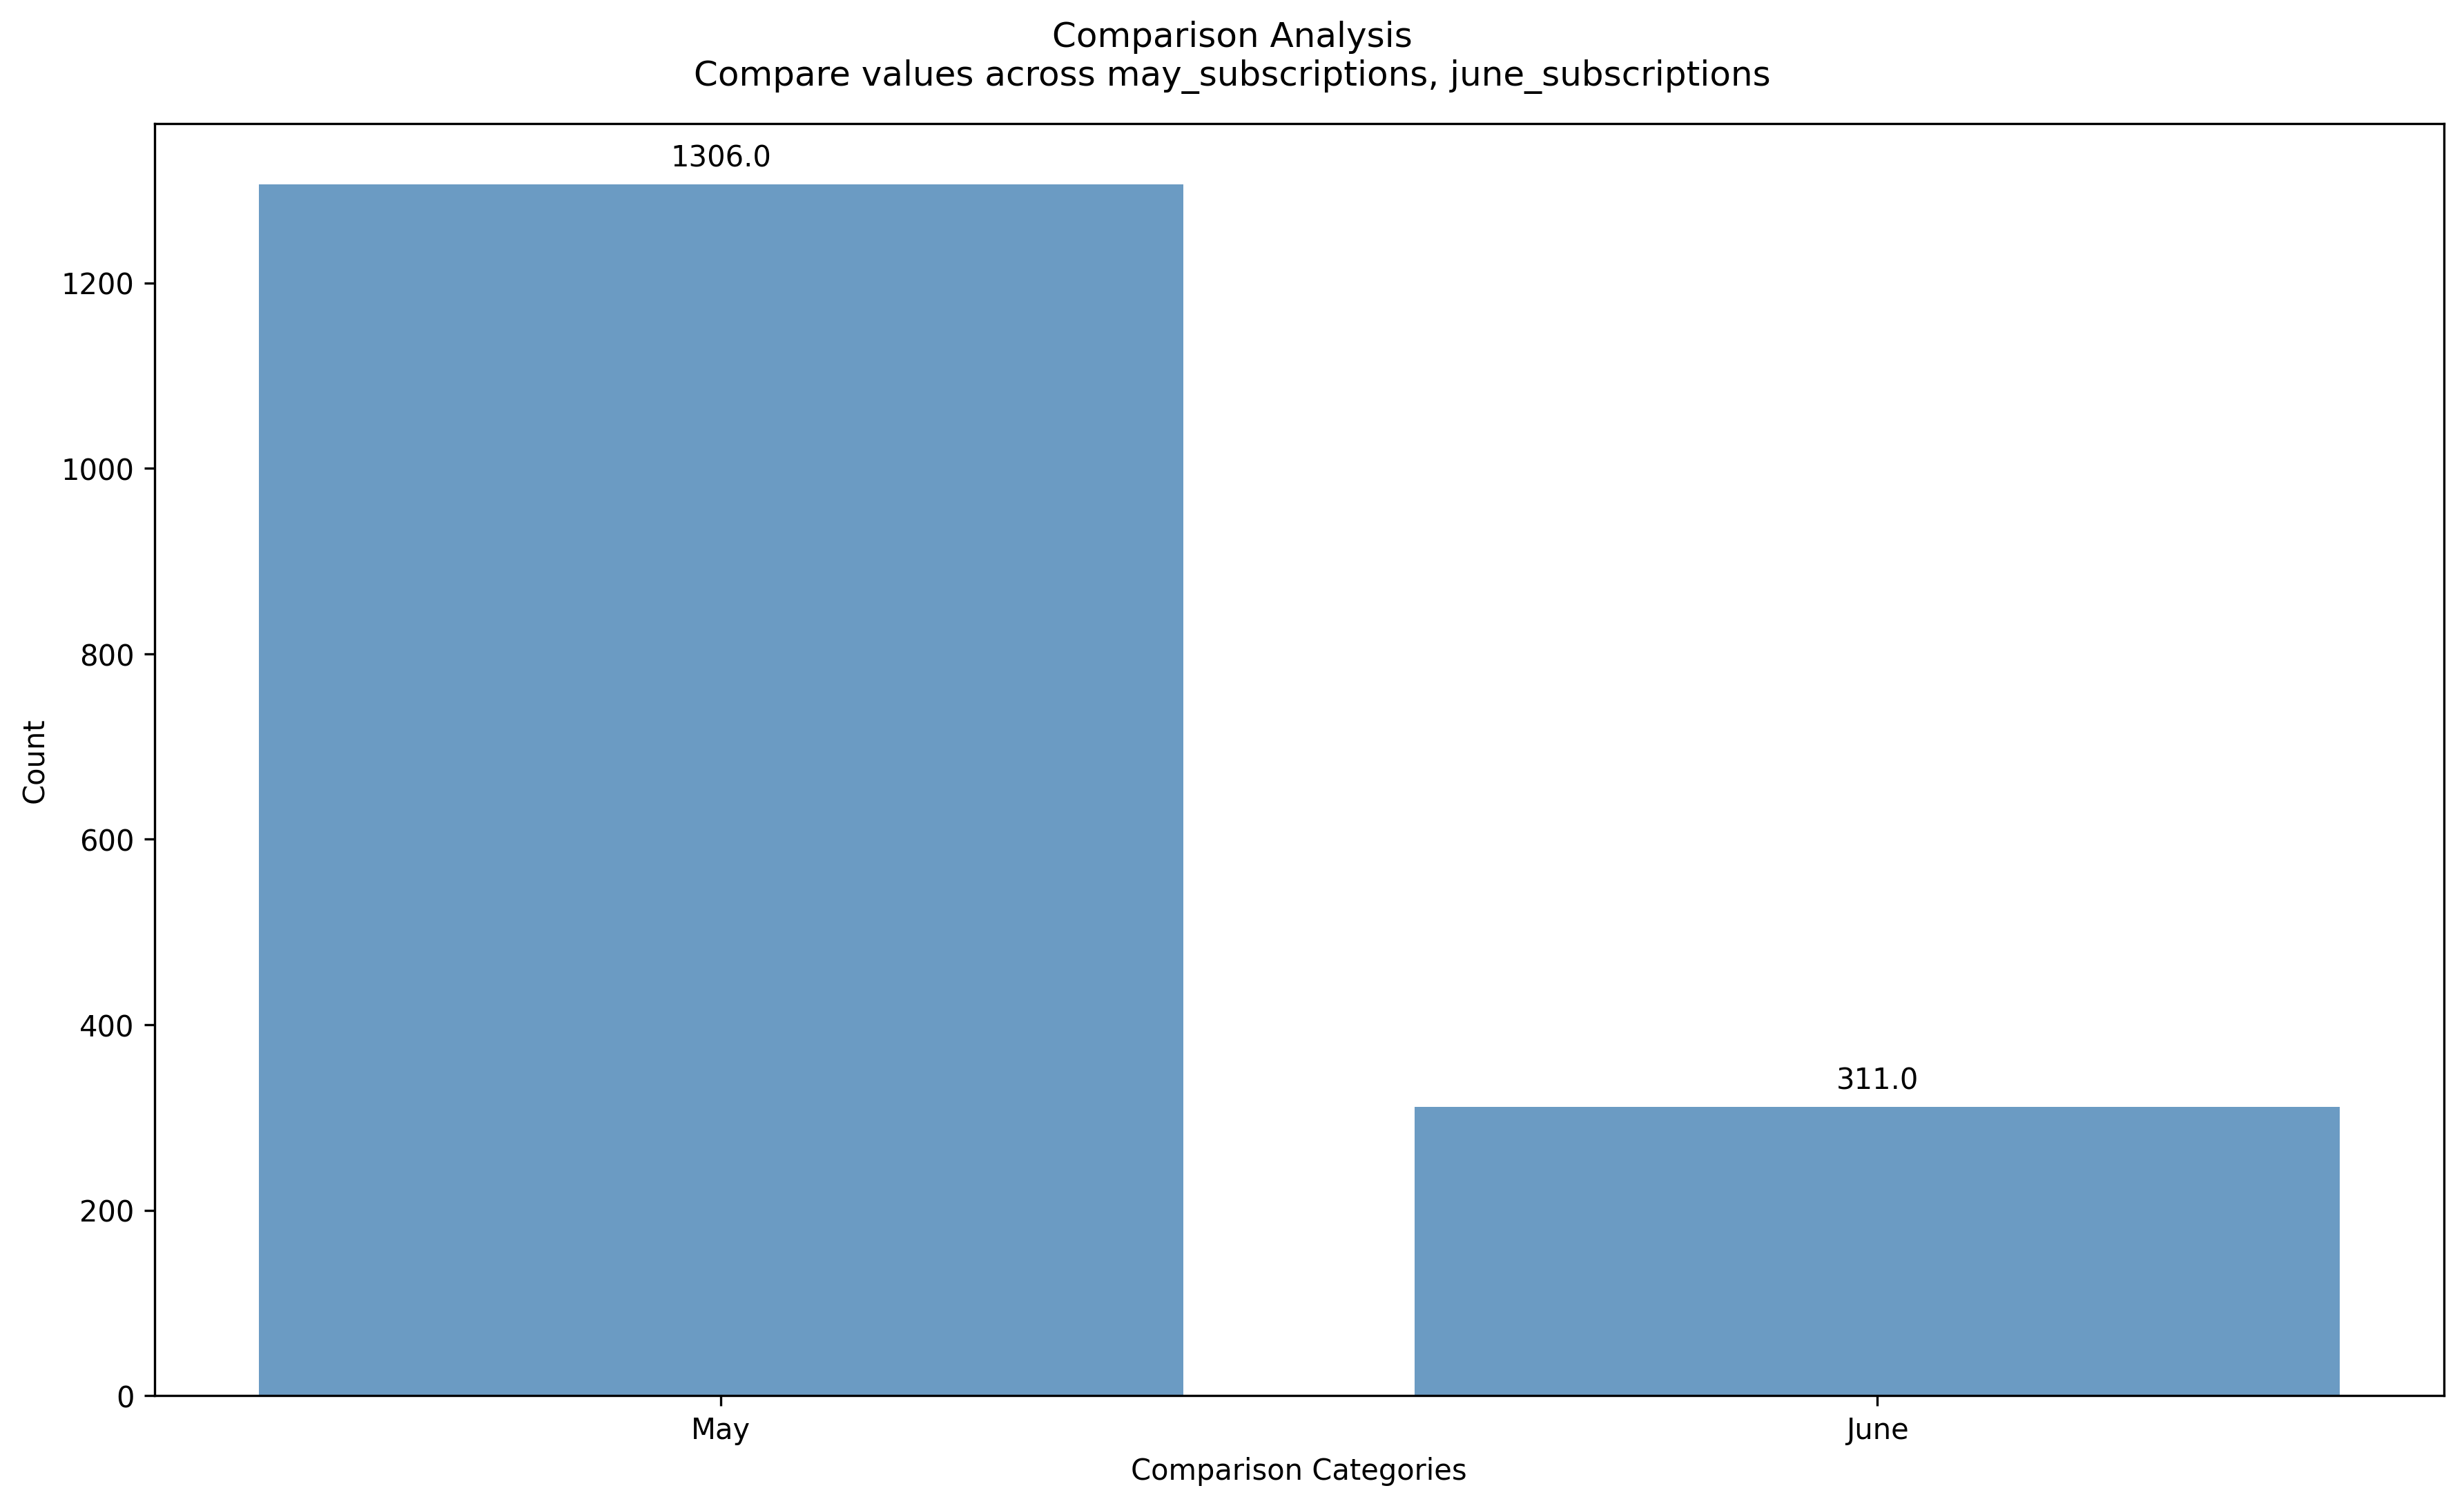 Comparison Analysis
Compare values across may_subscriptions, june_subscriptions
1306.0
1200
1000
800
600
400
200
0
Count
311.0
May
June
Comparison Categories